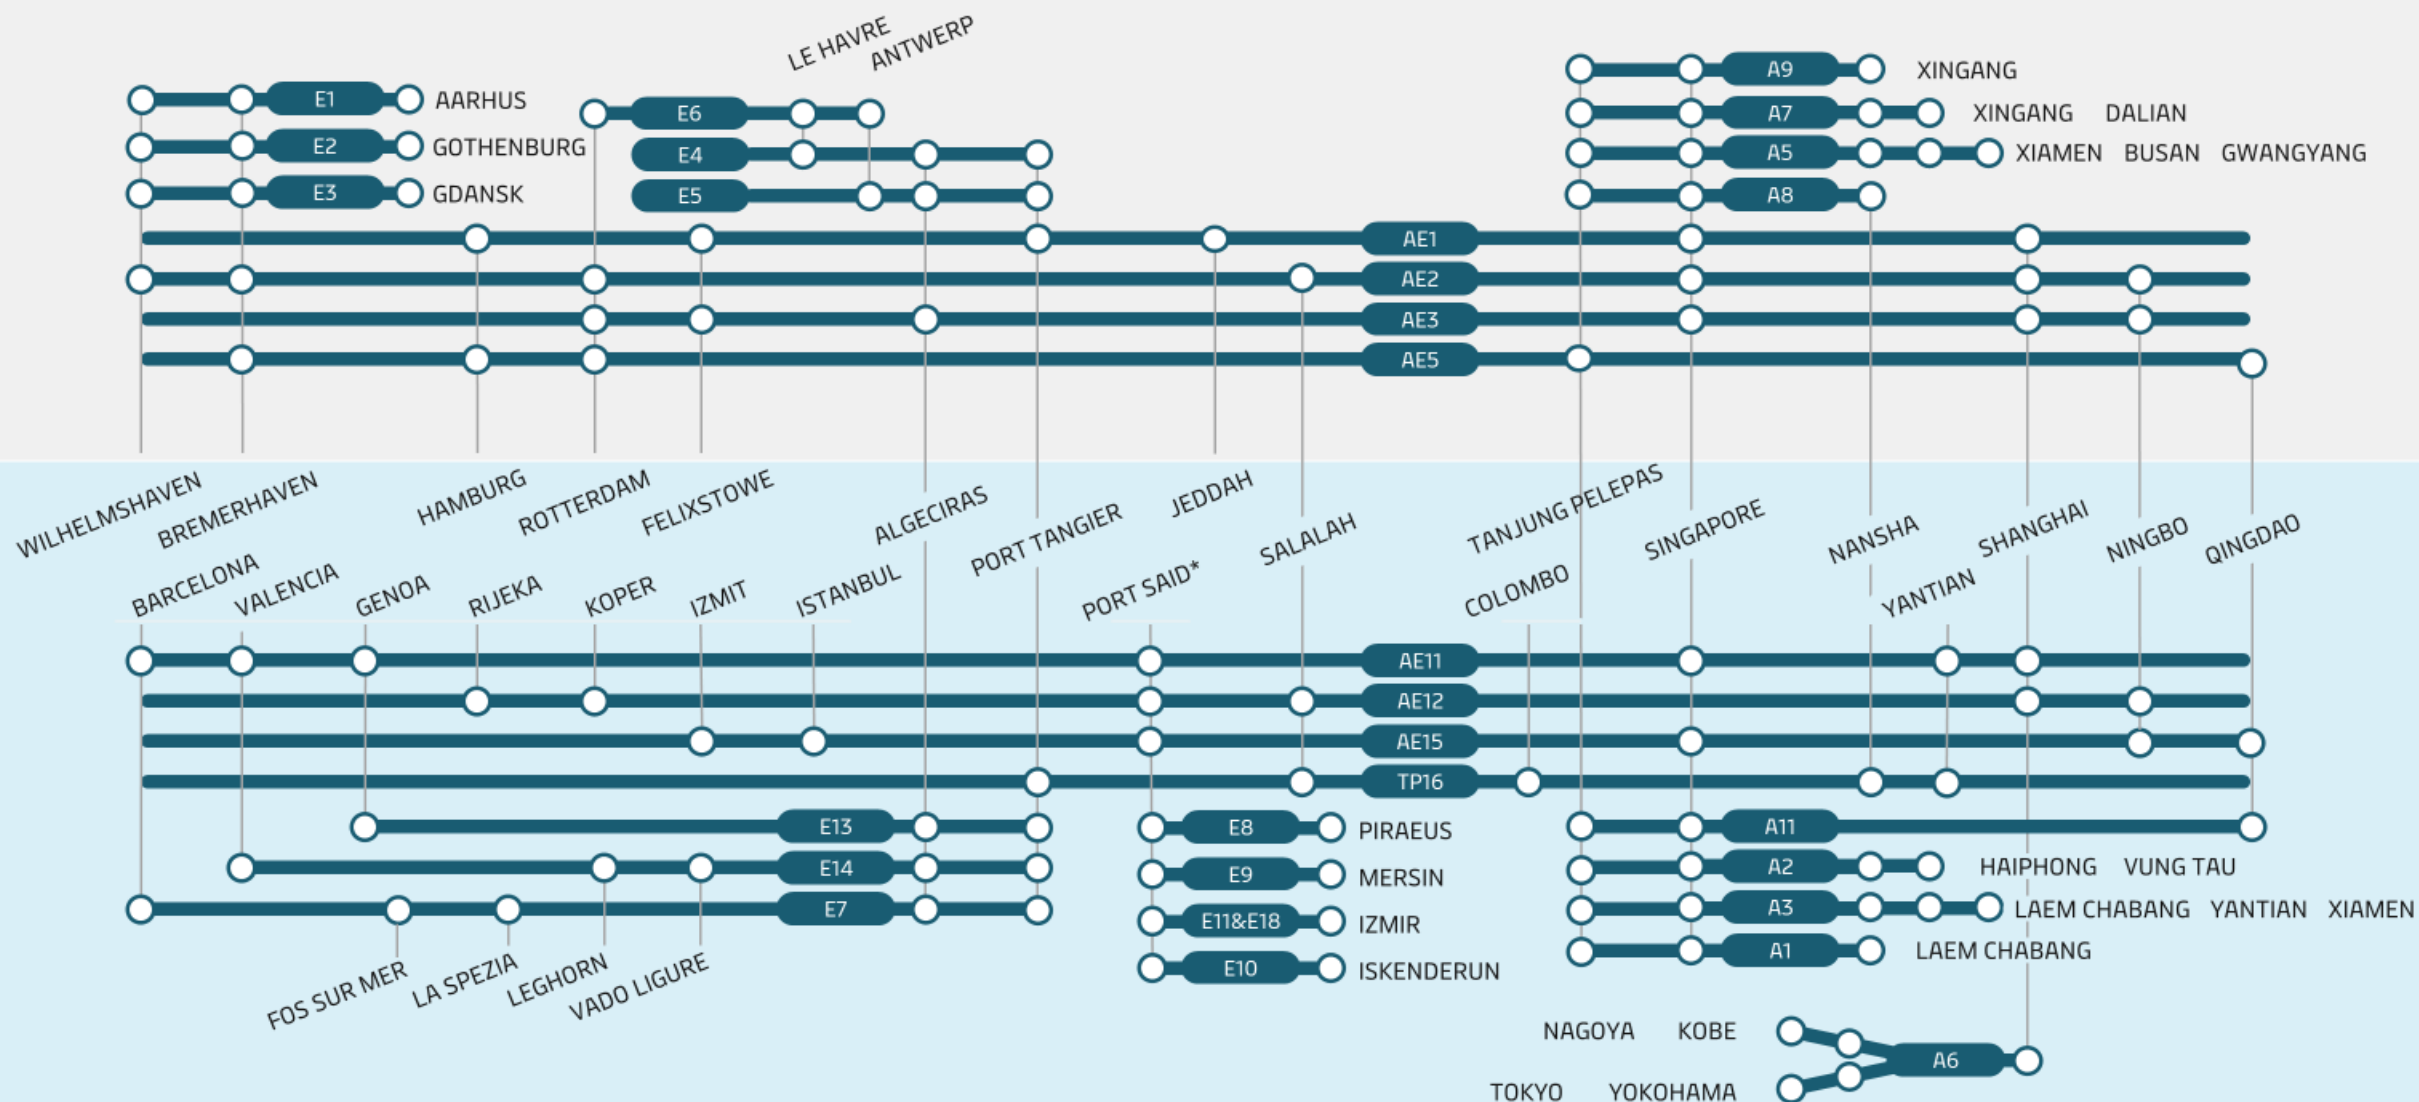 LE HAVRE
ANTWERP
A9 XINGANG
E1 AARHUS
E6
A7 XINGANG DALIAN
E2 GOTHENBURG
E4
A5 XIAMEN BUSAN GWANGYANG
E3 GDANSK
E5
A8
AE1
AE2
AE3
AE5
WILHELMSHAVEN
BREMERHAVEN
HAMBURG
ROTTERDAM
FELIXSTOWE
ALGECIRAS
PORT TANGIER
JEDDAH
SALALAH
TANJUNG PELEPAS
SINGAPORE
NANSHA
SHANGHAI
NINGBO
QINGDAO
BARCELONA
VALENCIA
GENOA
RIJEKA
KOPER
IZMIT
ISTANBUL
PORT SAID*
COLOMBO
YANTIAN
AE11
AE12
AE15
TP16
E13
E8 PIRAEUS
A11
E14
E9 MERSIN
A2 HAIPHONG VUNG TAU
E7
E11&E18 IZMIR
A3 LAEM CHABANG YANTIAN XIAMEN
E10 ISKENDERUN
A1 LAEM CHABANG
FOS SUR MER
LA SPEZIA
LEGHORN
VADO LIGURE
NAGOYA KOBE
A6
TOKYO YOKOHAMA